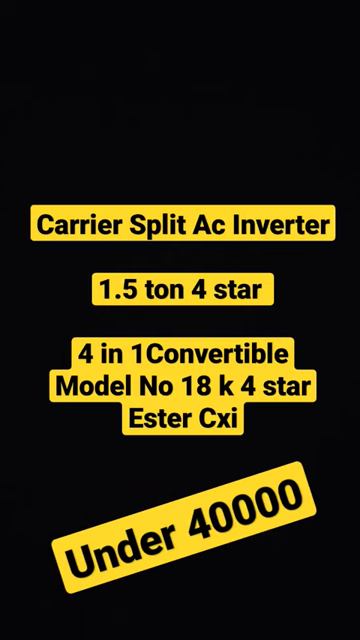 Carrier Split Ac Inverter
1.5 ton 4 star
4 in 1Convertible
Model No 18 k 4 star
Ester Cxi
Under 40000